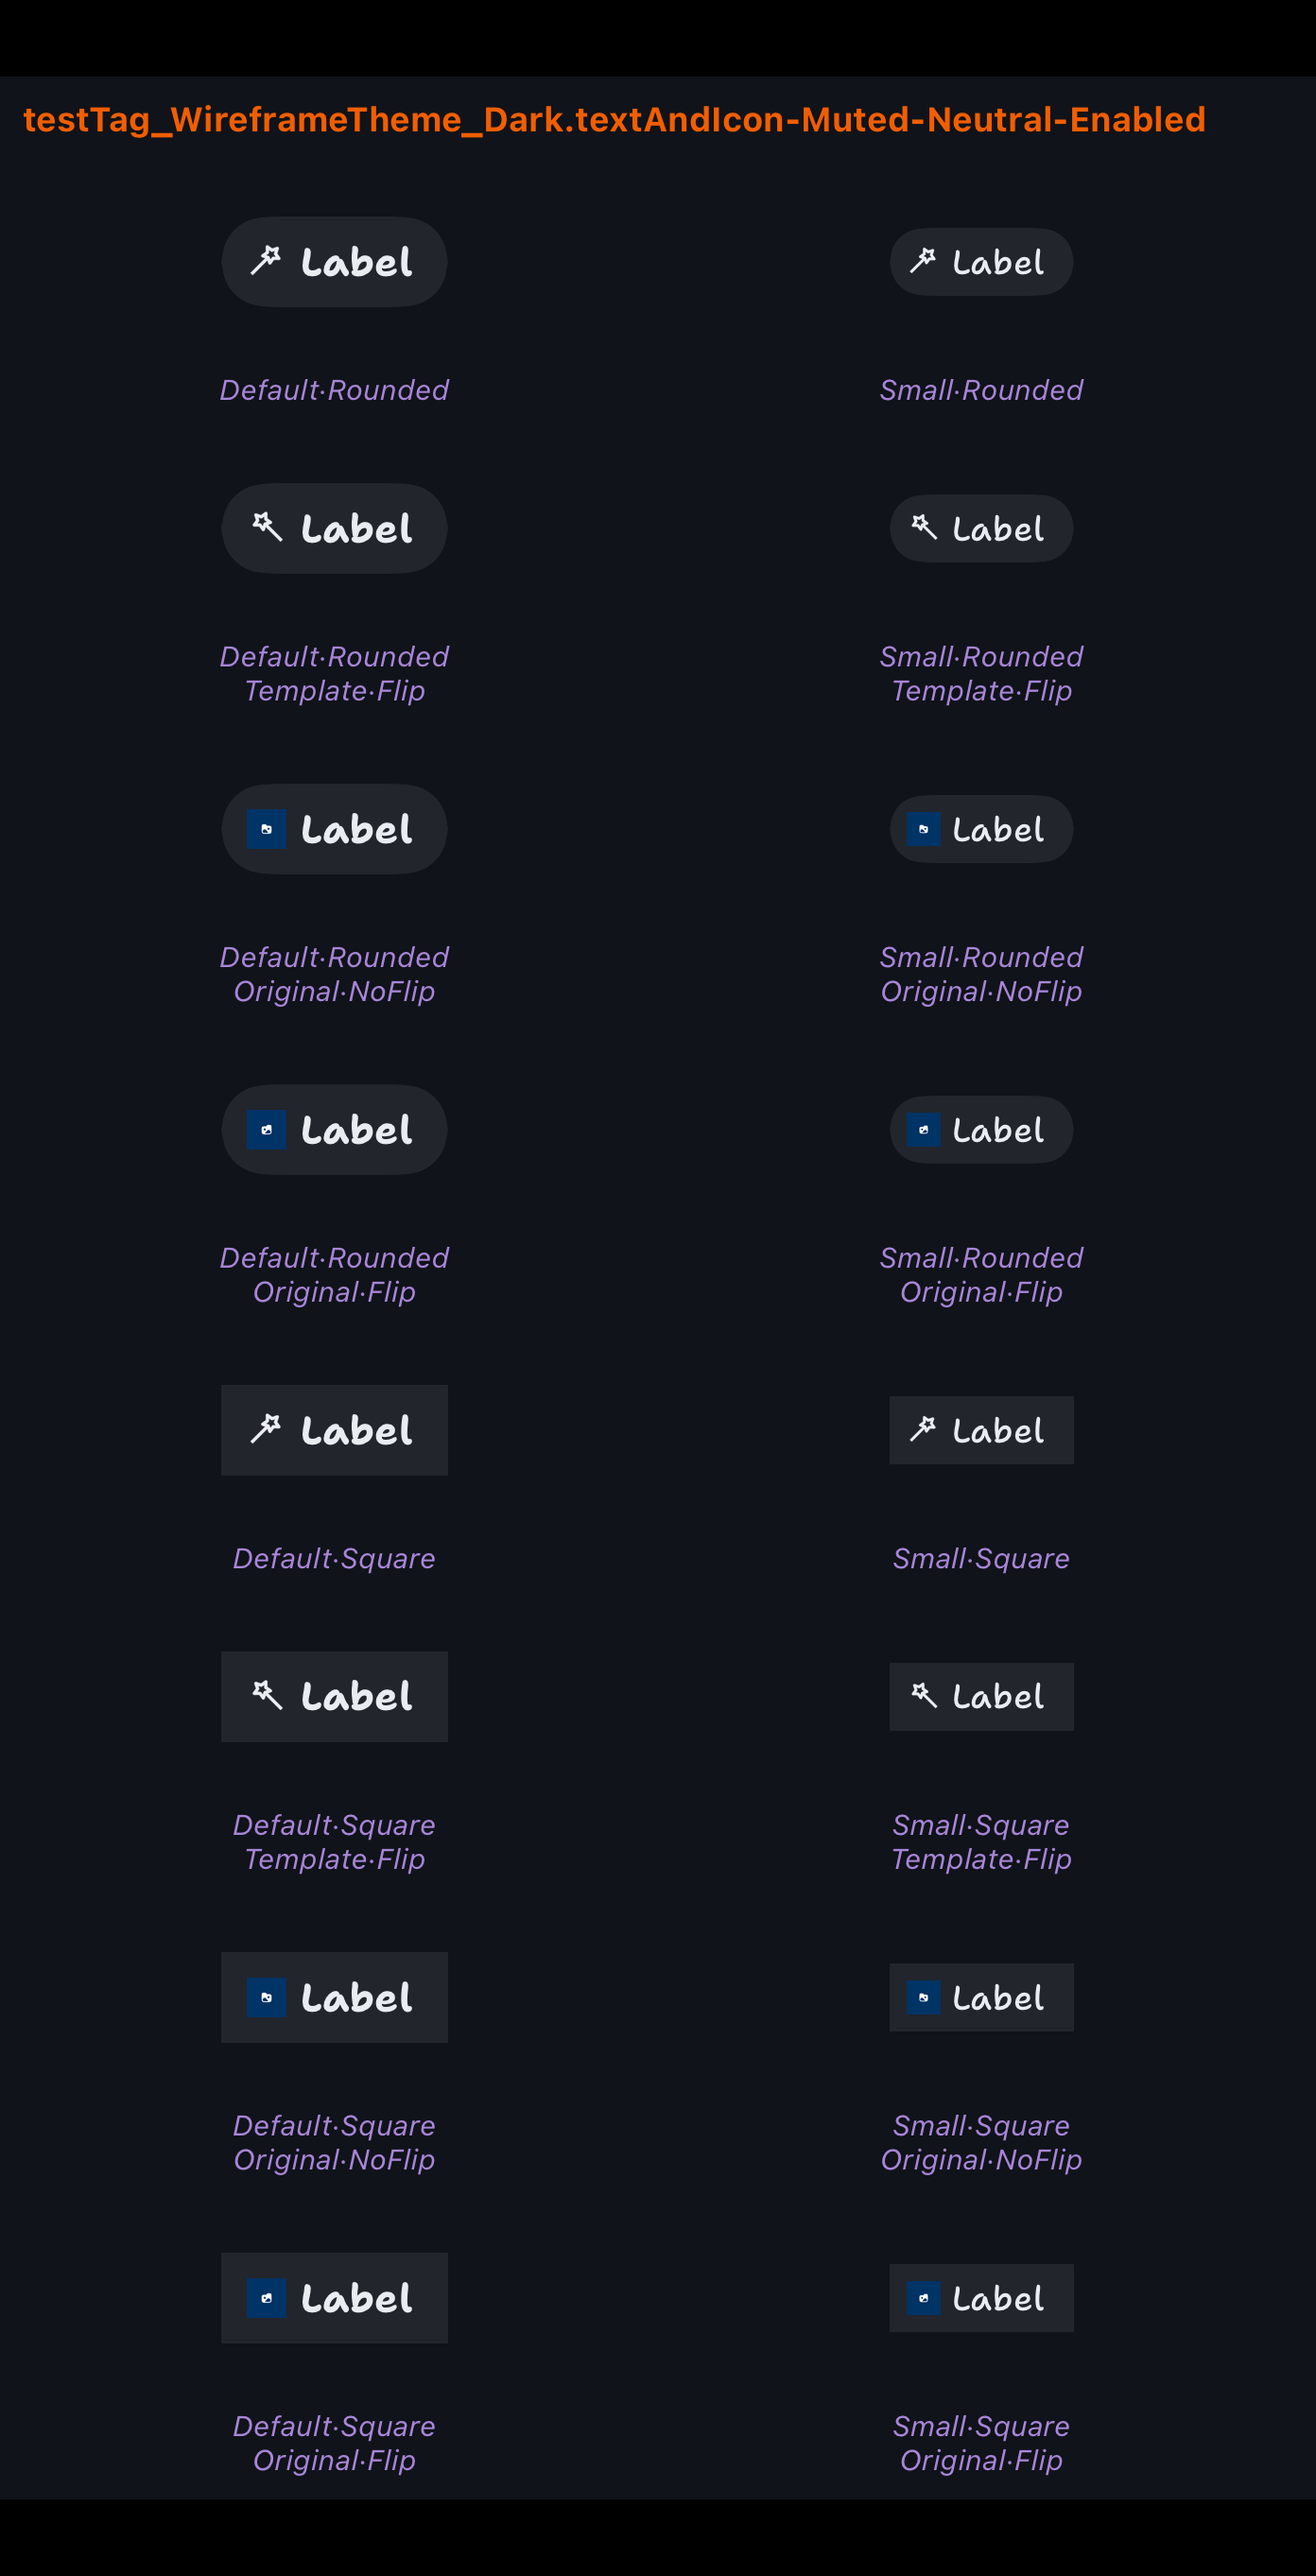 testTag_WireframeTheme_Dark.textAndIcon-Muted-Neutral-Enabled
Label
Label
Default·Rounded
Small·Rounded
Label
Label
Default·Rounded
Template·Flip
Small·Rounded
Template·Flip
Label
Label
Default·Rounded
Original·NoFlip
Small·Rounded
Original·NoFlip
Label
Label
Default·Rounded
Original·Flip
Small·Rounded
Original·Flip
Label
Label
Default·Square
Small·Square
Label
Label
Default·Square
Template·Flip
Small·Square
Template·Flip
Label
Label
Default·Square
Original·NoFlip
Small·Square
Original·NoFlip
Label
Label
Default·Square
Original·Flip
Small·Square
Original·Flip